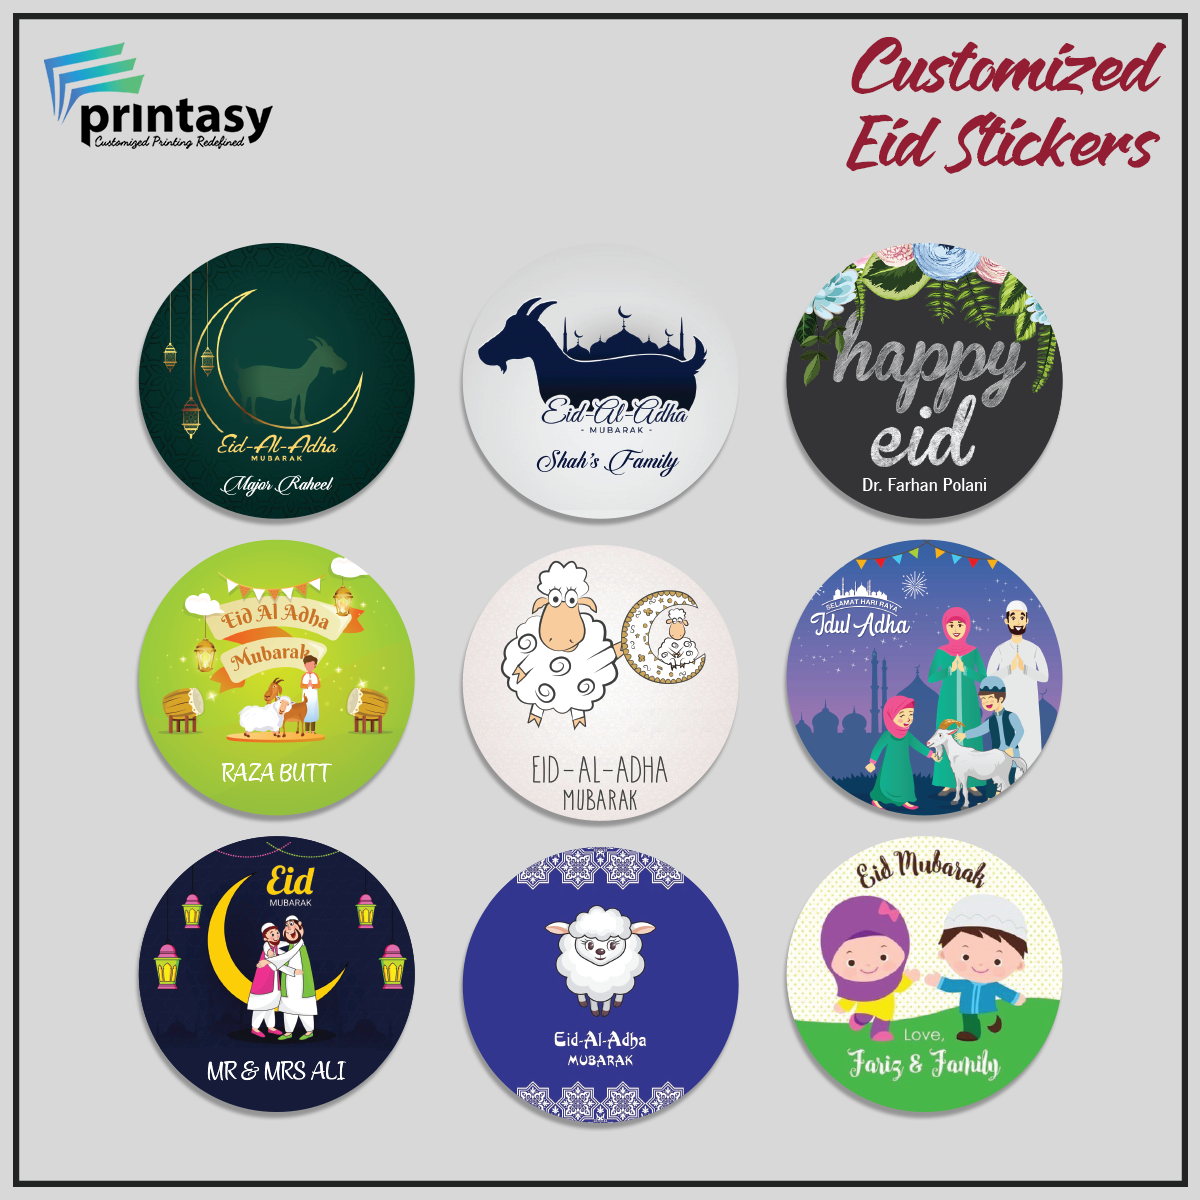 printasy
Customized Printing Redefined
Customized
Eid Stickers
Eid-Al-Adha
MUBARAK
Major Raheel
Eid-Al-Adha
- MUBARAK -
Shah's Family
happy
eid
Dr. Farhan Polani
Eid Al Adha
Mubarak
RAZA BUTT
EID-AL-ADHA
MUBARAK
SELAMAT HARI RAYA
Idul Adha
Eid
MUBARAK
MR & MRS ALI
Eid-Al-Adha
MUBARAK
Eid Mubarak
Love,
Fariz & Family